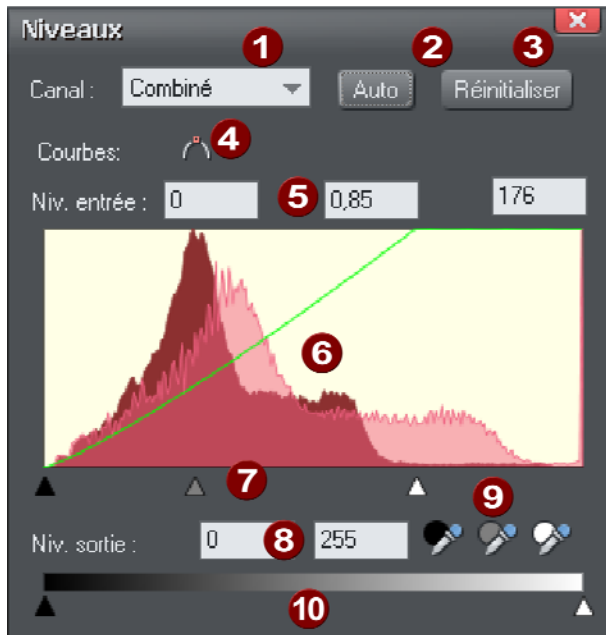 Niveaux
1 2 3
Canal : Combiné Auto Réinitialiser
Courbes: 4
Niv. entrée : 0 5 0,85 176
6
7 9
Niv. sortie : 0 8 255
10